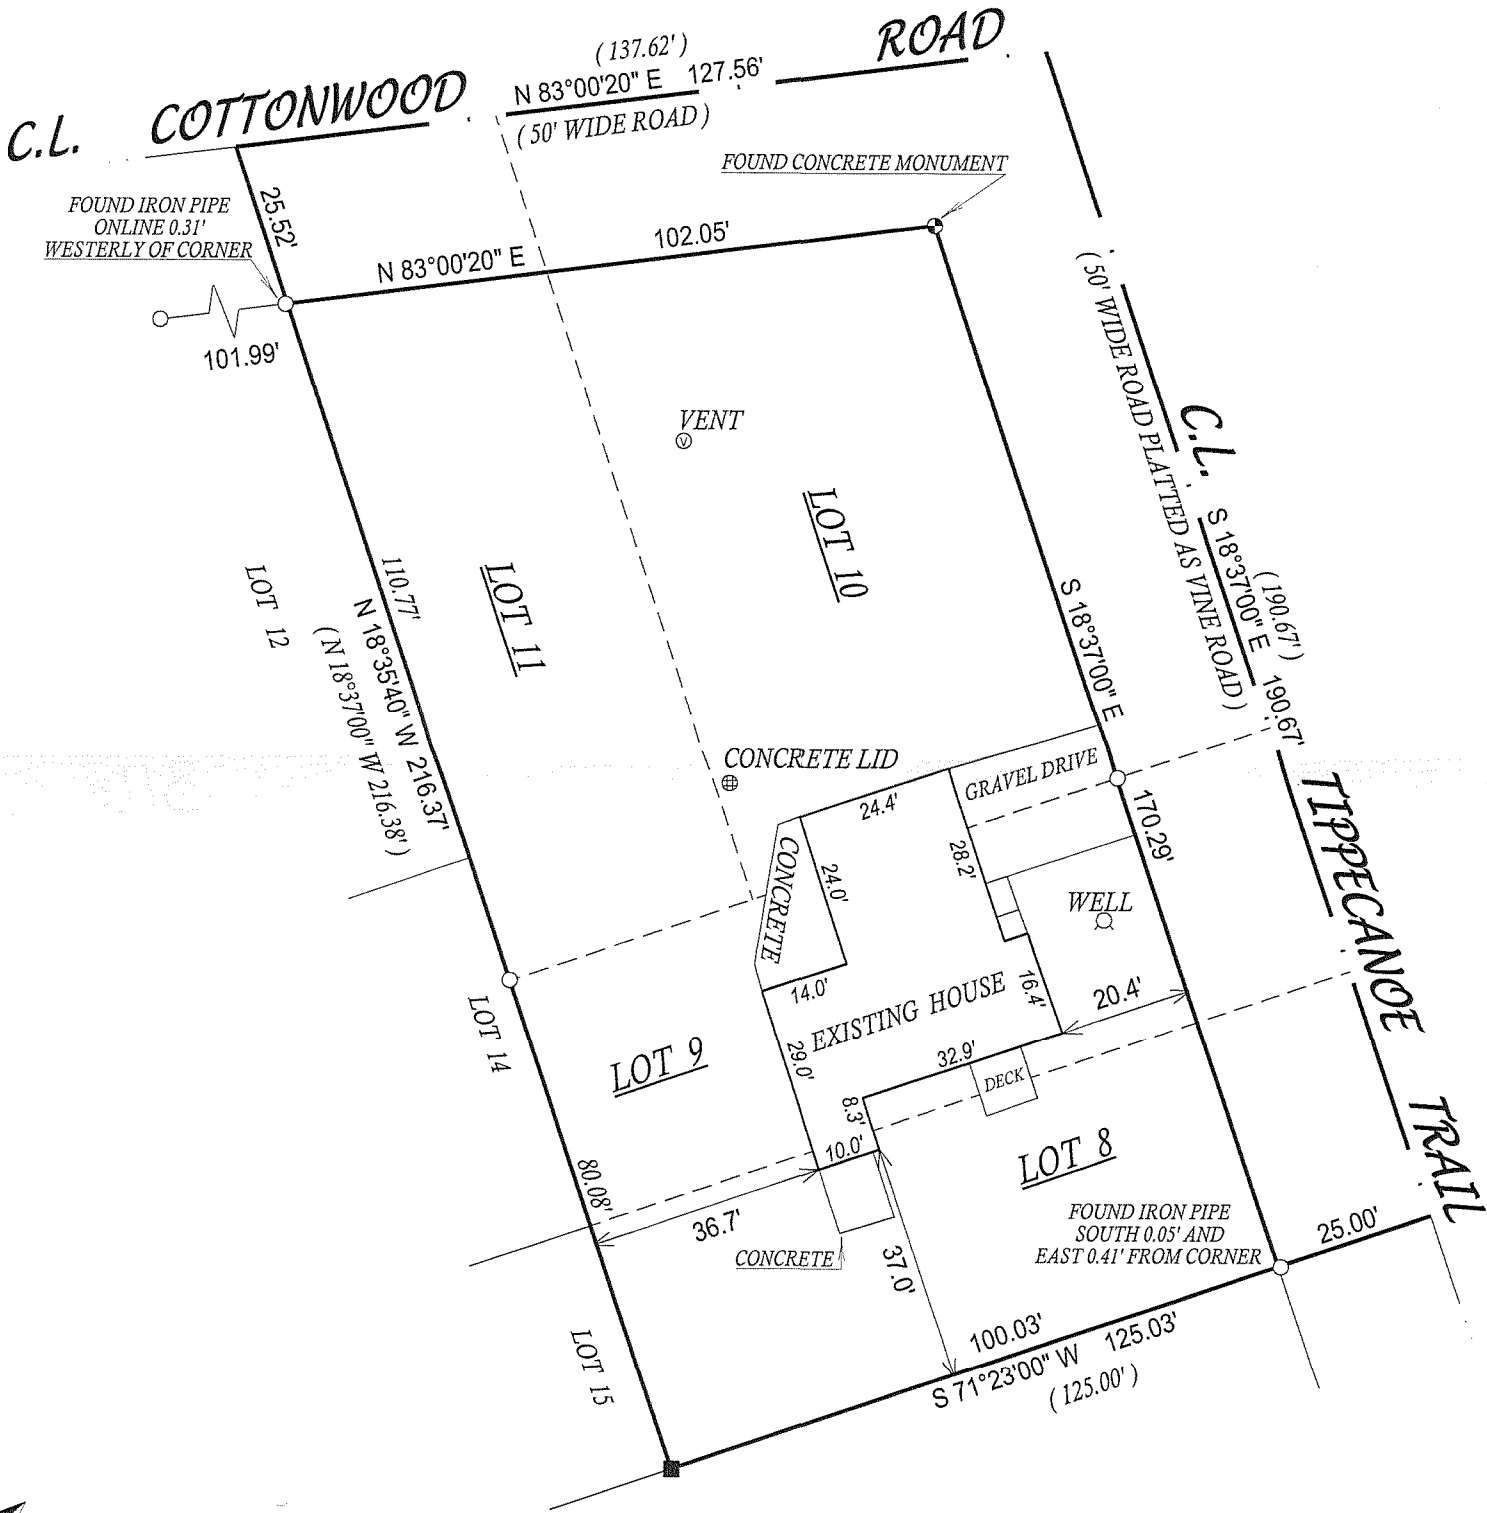 C.L. COTTONWOOD ROAD
(137.62')
N 83°00'20" E 127.56'
(50' WIDE ROAD)
FOUND CONCRETE MONUMENT
FOUND IRON PIPE
ONLINE 0.31'
WESTERLY OF CORNER
25.52'
N 83°00'20" E 102.05'
101.99'
(50' WIDE ROAD PLATTED AS VINE ROAD)
C.L. TIPPECANOE TRAIL
S 18°37'00" E 190.67'
(190.67')
VENT
V
LOT 10
LOT 11
LOT 12
110.77'
N 18°35'40" W 216.37'
(N 18°37'00" W 216.38')
S 18°37'00" E 170.29'
CONCRETE LID
GRAVEL DRIVE
24.4'
CONCRETE
24.0'
28.2'
WELL
14.0'
EXISTING HOUSE
16.4'
20.4'
LOT 14
LOT 9
29.0'
32.9'
DECK
8.3'
10.0'
LOT 8
80.08'
36.7'
CONCRETE
37.0'
FOUND IRON PIPE
SOUTH 0.05' AND
EAST 0.41' FROM CORNER
25.00'
LOT 15
100.03'
S 71°23'00" W 125.03'
(125.00')